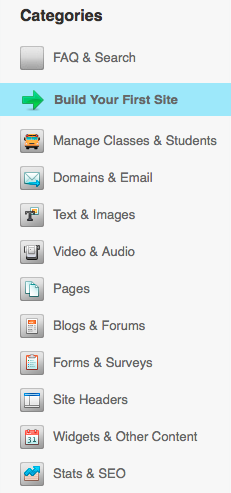 Categories
FAQ & Search
Build Your First Site
Manage Classes & Students
Domains & Email
Text & Images
Video & Audio
Pages
Blogs & Forums
Forms & Surveys
Site Headers
31
Widgets & Other Content
Stats & SEO